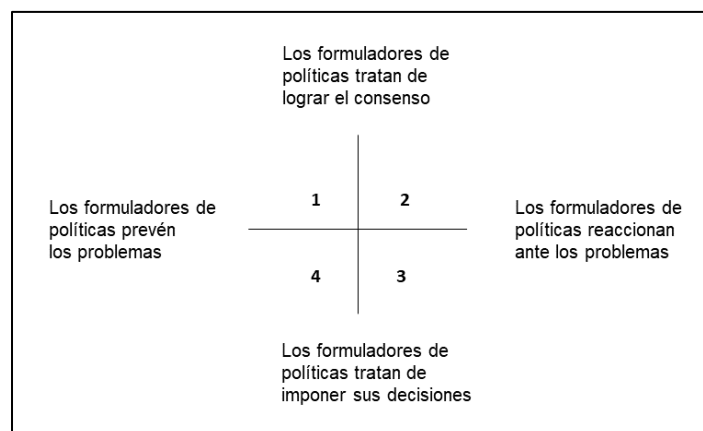 Los formuladores de
políticas tratan de
lograr el consenso
1
2
Los formuladores de
políticas prevén
los problemas
Los formuladores de
políticas reaccionan
ante los problemas
4
3
Los formuladores de
políticas tratan de
imponer sus decisiones